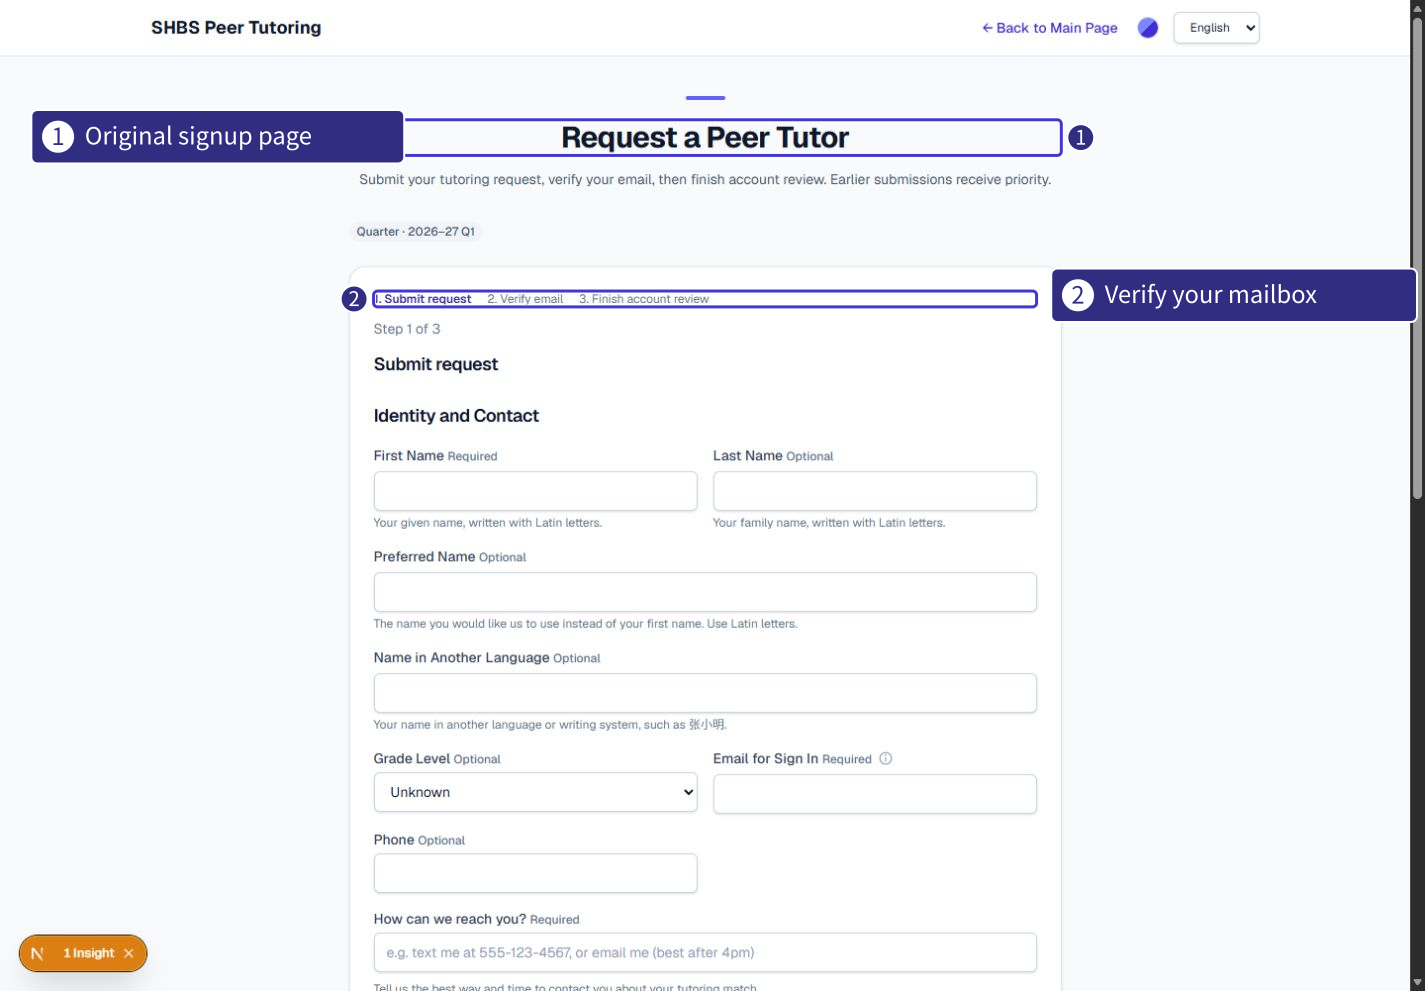 SHBS Peer Tutoring
← Back to Main Page
English
1 Original signup page
Request a Peer Tutor
1
Submit your tutoring request, verify your email, then finish account review. Earlier submissions receive priority.
Quarter · 2026–27 Q1
2
1. Submit request 2. Verify email 3. Finish account review
2 Verify your mailbox
Step 1 of 3
Submit request
Identity and Contact
First Name Required
Last Name Optional
Your given name, written with Latin letters.
Your family name, written with Latin letters.
Preferred Name Optional
The name you would like us to use instead of your first name. Use Latin letters.
Name in Another Language Optional
Your name in another language or writing system, such as 张小明.
Grade Level Optional
Email for Sign In Required
Unknown
Phone Optional
How can we reach you? Required
e.g. text me at 555-123-4567, or email me (best after 4pm)
Tell us the best way and time to contact you about your tutoring match.
N 1 Insight ×